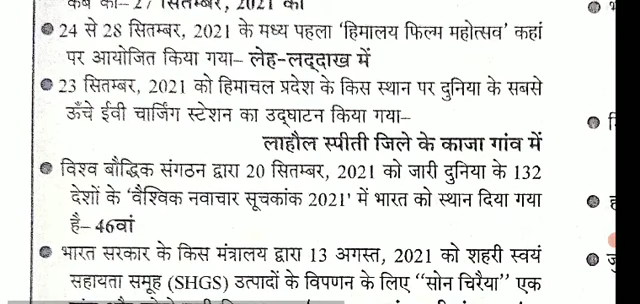 24 से 28 सितम्बर, 2021 के मध्य पहला 'हिमालय फिल्म महोत्सव' कहां
पर आयोजित किया गया– लेह-लद्दाख में
23 सितम्बर, 2021 को हिमाचल प्रदेश के किस स्थान पर दुनिया के सबसे
ऊँचे ईवी चार्जिंग स्टेशन का उद्घाटन किया गया–
लाहौल स्पीती जिले के काजा गांव में
विश्व बौद्धिक संगठन द्वारा 20 सितम्बर, 2021 को जारी दुनिया के 132
देशों के 'वैश्विक नवाचार सूचकांक 2021' में भारत को स्थान दिया गया
है– 46वां
भारत सरकार के किस मंत्रालय द्वारा 13 अगस्त, 2021 को शहरी स्वयं
सहायता समूह (SHGS) उत्पादों के विपणन के लिए "सोन चिरैया" एक